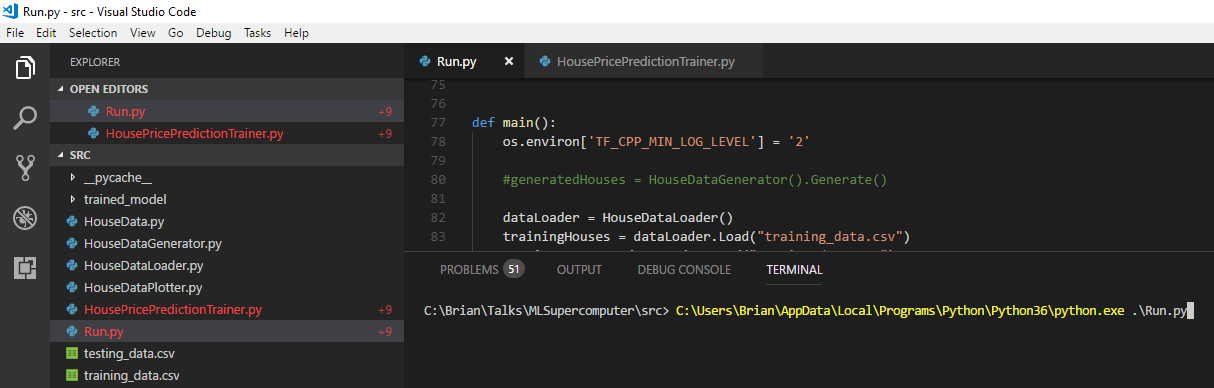 Run.py - src - Visual Studio Code
File Edit Selection View Go Debug Tasks Help
EXPLORER
OPEN EDITORS
Run.py +9
HousePricePredictionTrainer.py +9
SRC
__pycache__
trained_model
HouseData.py
HouseDataGenerator.py
HouseDataLoader.py
HouseDataPlotter.py
HousePricePredictionTrainer.py +9
Run.py +9
testing_data.csv
training_data.csv
Run.py HousePricePredictionTrainer.py
75
76
77 def main():
78 os.environ['TF_CPP_MIN_LOG_LEVEL'] = '2'
79
80 #generatedHouses = HouseDataGenerator().Generate()
81
82 dataLoader = HouseDataLoader()
83 trainingHouses = dataLoader.Load("training_data.csv")
PROBLEMS 51 OUTPUT DEBUG CONSOLE TERMINAL
C:\Brian\Talks\MLSupercomputer\src> C:\Users\Brian\AppData\Local\Programs\Python\Python36\python.exe .\Run.py